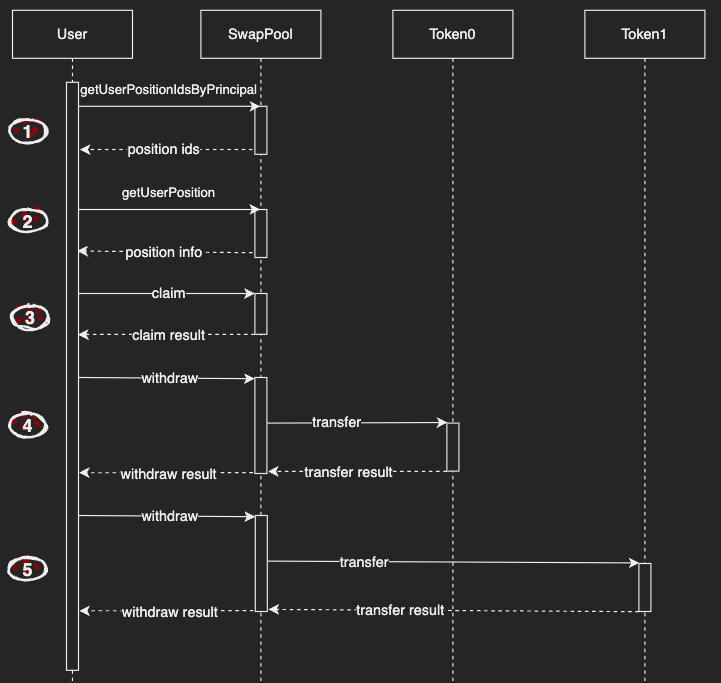 User
SwapPool
Token0
Token1
getUserPositionIdsByPrincipal
1
position ids
getUserPosition
2
position info
claim
3
claim result
withdraw
transfer
4
withdraw result
transfer result
withdraw
transfer
5
withdraw result
transfer result